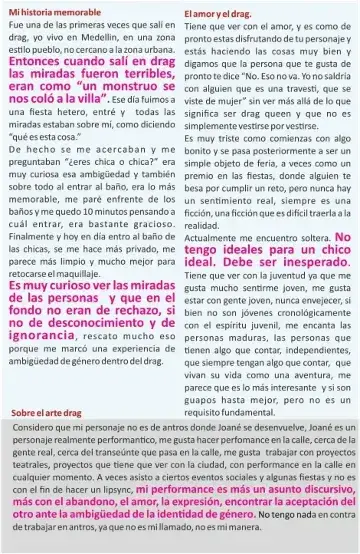 Mi historia memorable
Fue una de las primeras veces que salí en
drag, yo vivo en Medellín, en una zona
estilo pueblo, no cercano a la zona urbana.
Entonces cuando salí en drag
las miradas fueron terribles,
eran como "un monstruo se
nos coló a la villa". Ese día fuimos a
una fiesta hetero, entré y todas las
miradas estaban sobre mí, como diciendo
"qué es esta cosa."
De hecho se me acercaban y me
preguntaban "¿eres chica o chica?" era
muy curiosa esa ambigüedad y también
sobre todo al entrar al baño, era lo más
memorable, me paré enfrente de los
baños y me quedo 10 minutos pensando a
cuál entrar, era bastante gracioso.
Finalmente y hoy en día entro al baño de
las chicas, se me hace más privado, me
parece más limpio y mucho mejor para
retocarse el maquillaje.
Es muy curioso ver las miradas
de las personas y que en el
fondo no eran de rechazo, si
no de desconocimiento y de
ignorancia, rescato mucho eso
porque me marcó una experiencia de
ambigüedad de género dentro del drag.
El amor y el drag.
Tiene que ver con el amor, y es como de
pronto estas disfrutando de tu personaje y
estás haciendo las cosas muy bien y
digamos que la persona que te gusta de
pronto te dice "No. Eso no va. Yo no saldría
con alguien que es una travesti, que se
viste de mujer" sin ver más allá de lo que
significa ser drag queen y que no es
simplemente vestirse por vestirse.
Es muy triste como comienzas con algo
bonito y se pasa posteriormente a ser un
simple objeto de feria, a veces como un
premio en las fiestas, donde alguien te
besa por cumplir un reto, pero nunca hay
un sentimiento real, siempre es una
ficción, una ficción que es difícil traerla a la
realidad.
Actualmente me encuentro soltera. No
tengo ideales para un chico
ideal. Debe ser inesperado.
Tiene que ver con la juventud ya que me
gusta mucho sentirme joven, me gusta
estar con gente joven, nunca envejecer, si
bien no son jóvenes cronológicamente
con el espíritu juvenil, me encanta las
personas maduras, las personas que
tienen algo que contar, independientes,
que siempre tengan algo que contar, que
vivan su vida como una aventura, me
parece que es lo más interesante y si son
guapos hasta mejor, pero no es un
requisito fundamental.
Sobre el arte drag
Considero que mi personaje no es de antros donde Joané se desenvuelve, Joané es un
personaje realmente performantico, me gusta hacer perfomance en la calle, cerca de la
gente real, cerca del transeúnte que pasa en la calle, me gusta trabajar con proyectos
teatrales, proyectos que tiene que ver con la ciudad, con performance en la calle en
cualquier momento. A veces asisto a ciertos eventos sociales y algunas fiestas y no es
con el fin de hacer un lipsync, mi performance es más un asunto discursivo,
más con el abandono, el amor, la expresión, encontrar la aceptación del
otro ante la ambigüedad de la identidad de género. No tengo nada en contra
de trabajar en antros, ya que no es mi llamado, no es mi manera.